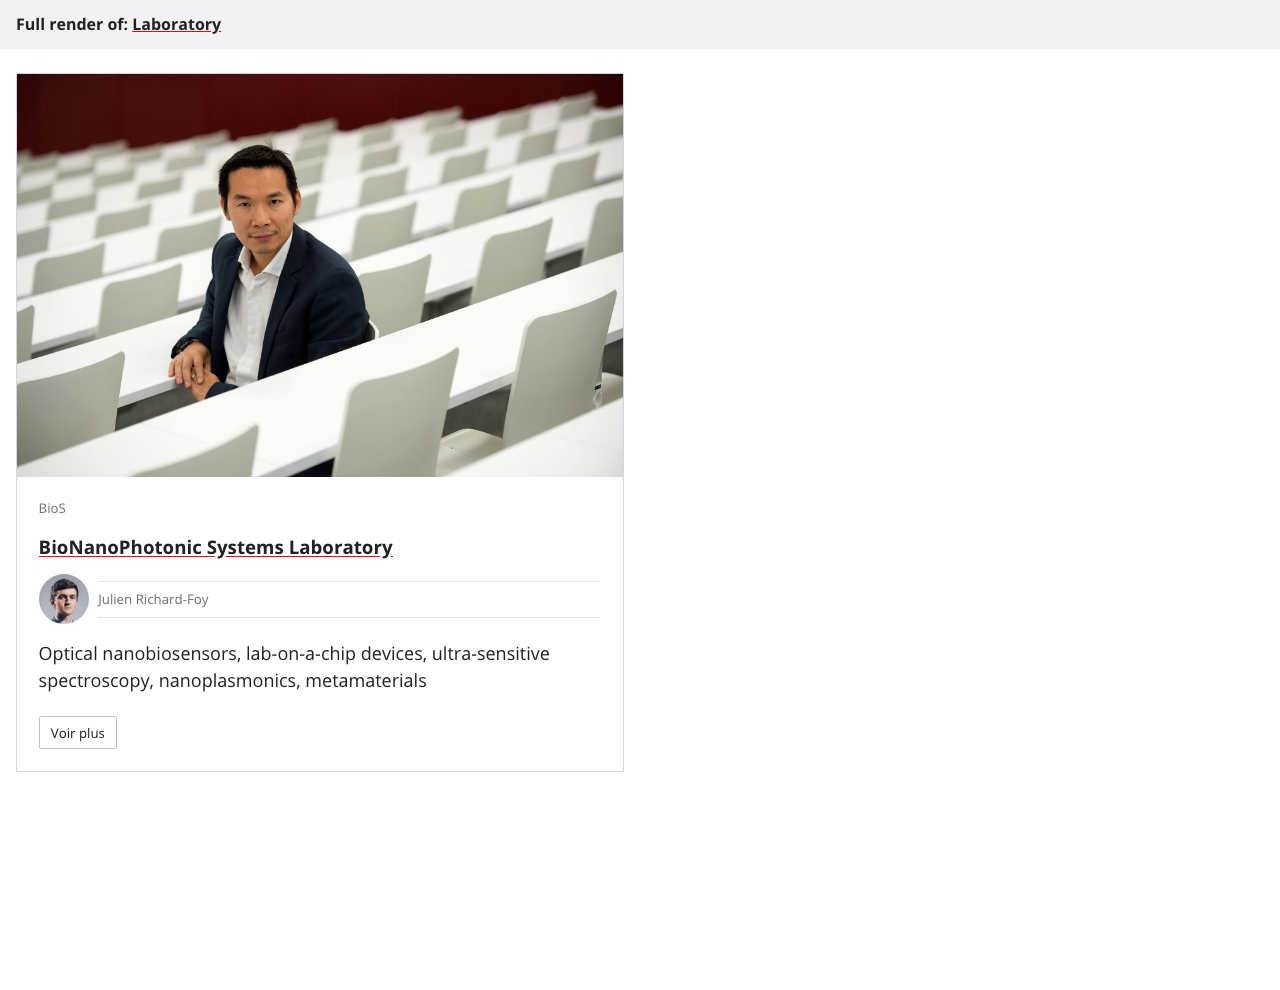 Full render of: Laboratory
BioS
BioNanoPhotonic Systems Laboratory
Julien Richard-Foy
Optical nanobiosensors, lab-on-a-chip devices, ultra-sensitive
spectroscopy, nanoplasmonics, metamaterials
Voir plus